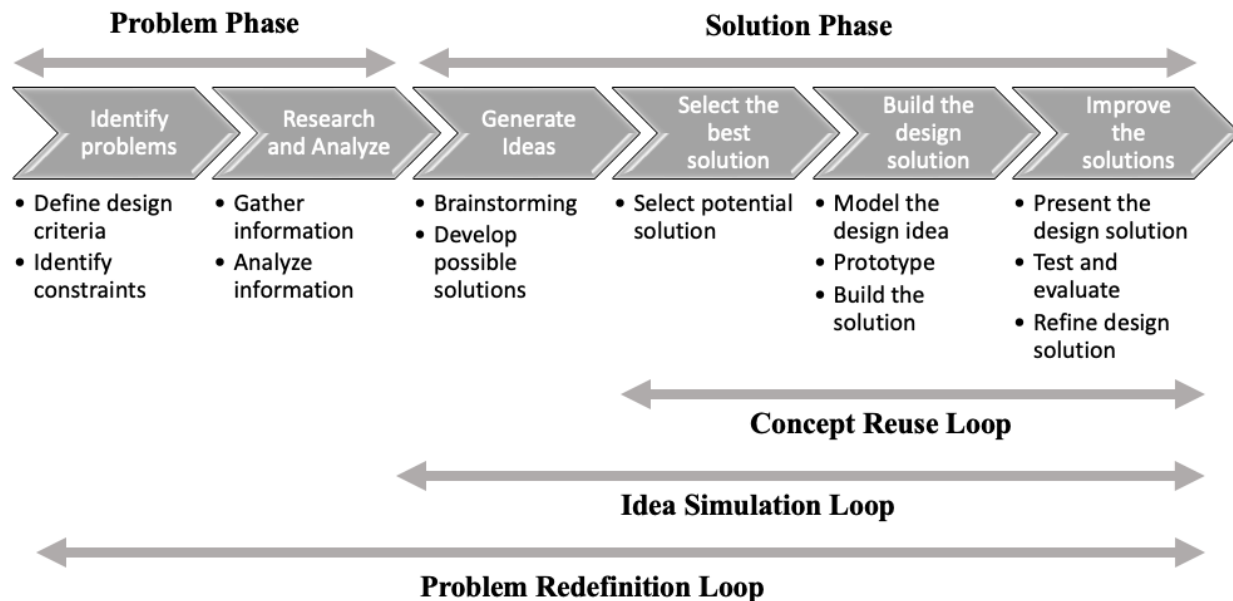 Problem Phase
Solution Phase
Identify
problems
Research
and Analyze
Generate
Ideas
Select the
best
solution
Build the
design
solution
Improve
the
solutions
• Define design
criteria
• Identify
constraints
• Gather
information
• Analyze
information
• Brainstorming
• Develop
possible
solutions
• Select potential
solution
• Model the
design idea
• Prototype
• Build the
solution
• Present the
design solution
• Test and
evaluate
• Refine design
solution
Concept Reuse Loop
Idea Simulation Loop
Problem Redefinition Loop